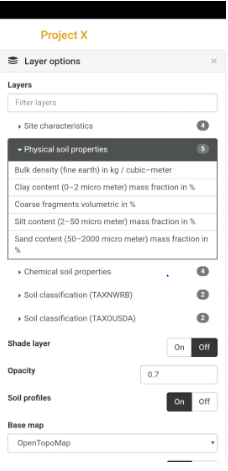 Project X
Layer options ×
Layers
Filter layers
Site characteristics 4
Physical soil properties 5
Bulk density (fine earth) in kg / cubic–meter
Clay content (0–2 micro meter) mass fraction in %
Coarse fragments volumetric in %
Silt content (2–50 micro meter) mass fraction in %
Sand content (50–2000 micro meter) mass fraction in
%
Chemical soil properties 4
Soil classification (TAXNWRB) 2
Soil classification (TAXOUSDA) 2
Shade layer On Off
Opacity 0.7
Soil profiles On Off
Base map
OpenTopoMap